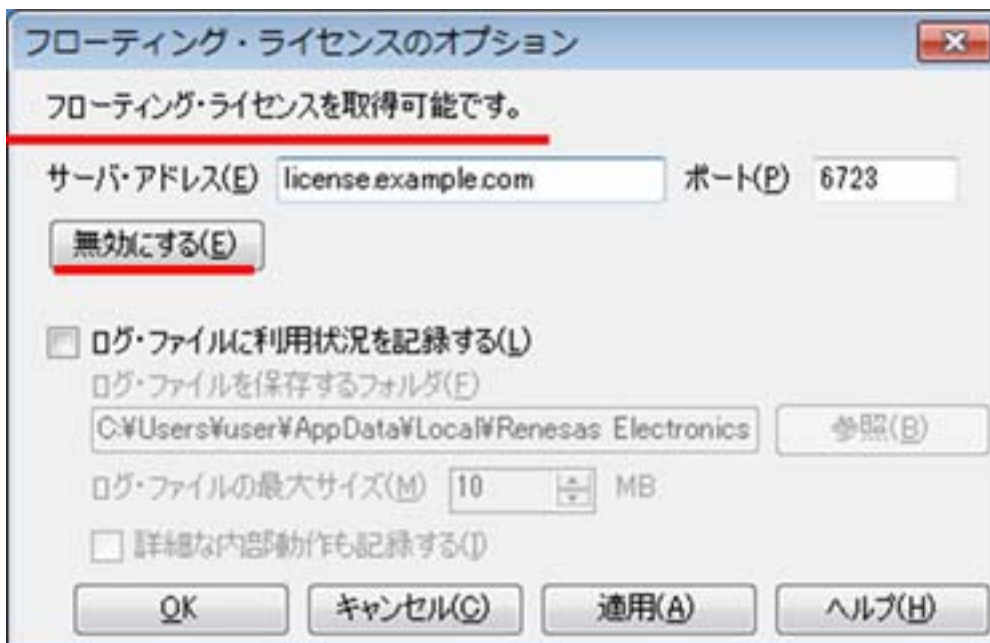 フローティング・ライセンスのオプション
フローティング・ライセンスを取得可能です。
サーバ・アドレス(E) license.example.com ポート(P) 6723
無効にする(E)
ログ・ファイルに利用状況を記録する(L)
ログ・ファイルを保存するフォルダ(F)
C:¥Users¥user¥AppData¥Local¥Renesas Electronics 参照(B)
ログ・ファイルの最大サイズ(M) 10 MB
詳細な内部動作も記録する(I)
OK キャンセル(C) 適用(A) ヘルプ(H)